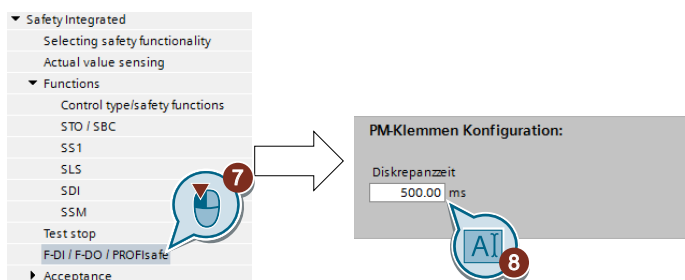 Safety Integrated
Selecting safety functionality
Actual value sensing
Functions
Control type/safety functions
STO / SBC
SS1
SLS
SDI
SSM
Test stop
F-DI / F-DO / PROFIsafe
Acceptance
7
PM-Klemmen Konfiguration:
Diskrepanzzeit
500.00 ms
AI
8